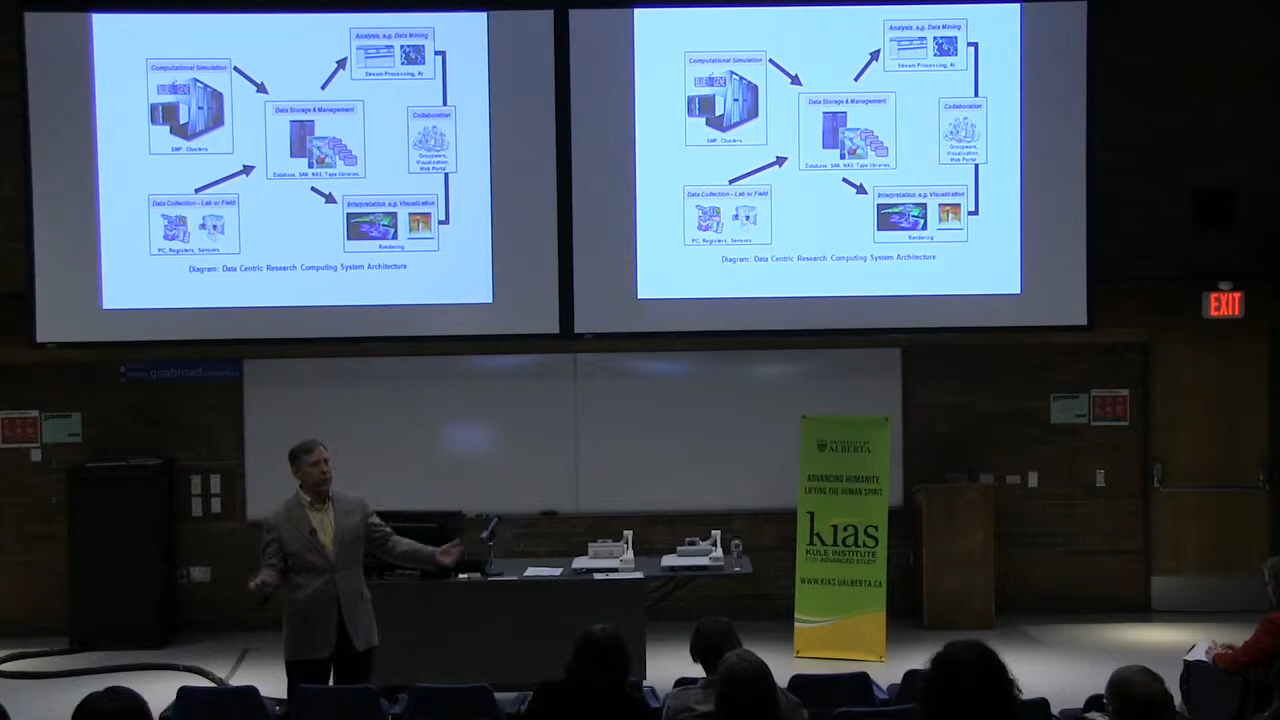 Analysis e.g. Data Mining
Stream Processing, AI
Computational Simulation
BLUE GENE
SMP, Clusters
Data Storage & Management
Database, SAN, NAS, Tape libraries,
Collaboration
Groupware,
Visualization,
Web Portal
Data Collection – Lab or Field
PC, Registers, Sensors
Interpretation e.g. Visualization
Rendering
Diagram: Data Centric Research Computing System Architecture
Analysis e.g. Data Mining
Stream Processing, AI
Computational Simulation
BLUE GENE
SMP, Clusters
Data Storage & Management
Database, SAN, NAS, Tape libraries,
Collaboration
Groupware,
Visualization,
Web Portal
Data Collection – Lab or Field
PC, Registers, Sensors
Interpretation e.g. Visualization
Rendering
Diagram: Data Centric Research Computing System Architecture
EXIT
goabroad
UNIVERSITY OF
ALBERTA
ADVANCING HUMANITY,
LIFTING THE HUMAN SPIRIT
kias
KULE INSTITUTE
FOR ADVANCED STUDY
WWW.KIAS.UALBERTA.CA